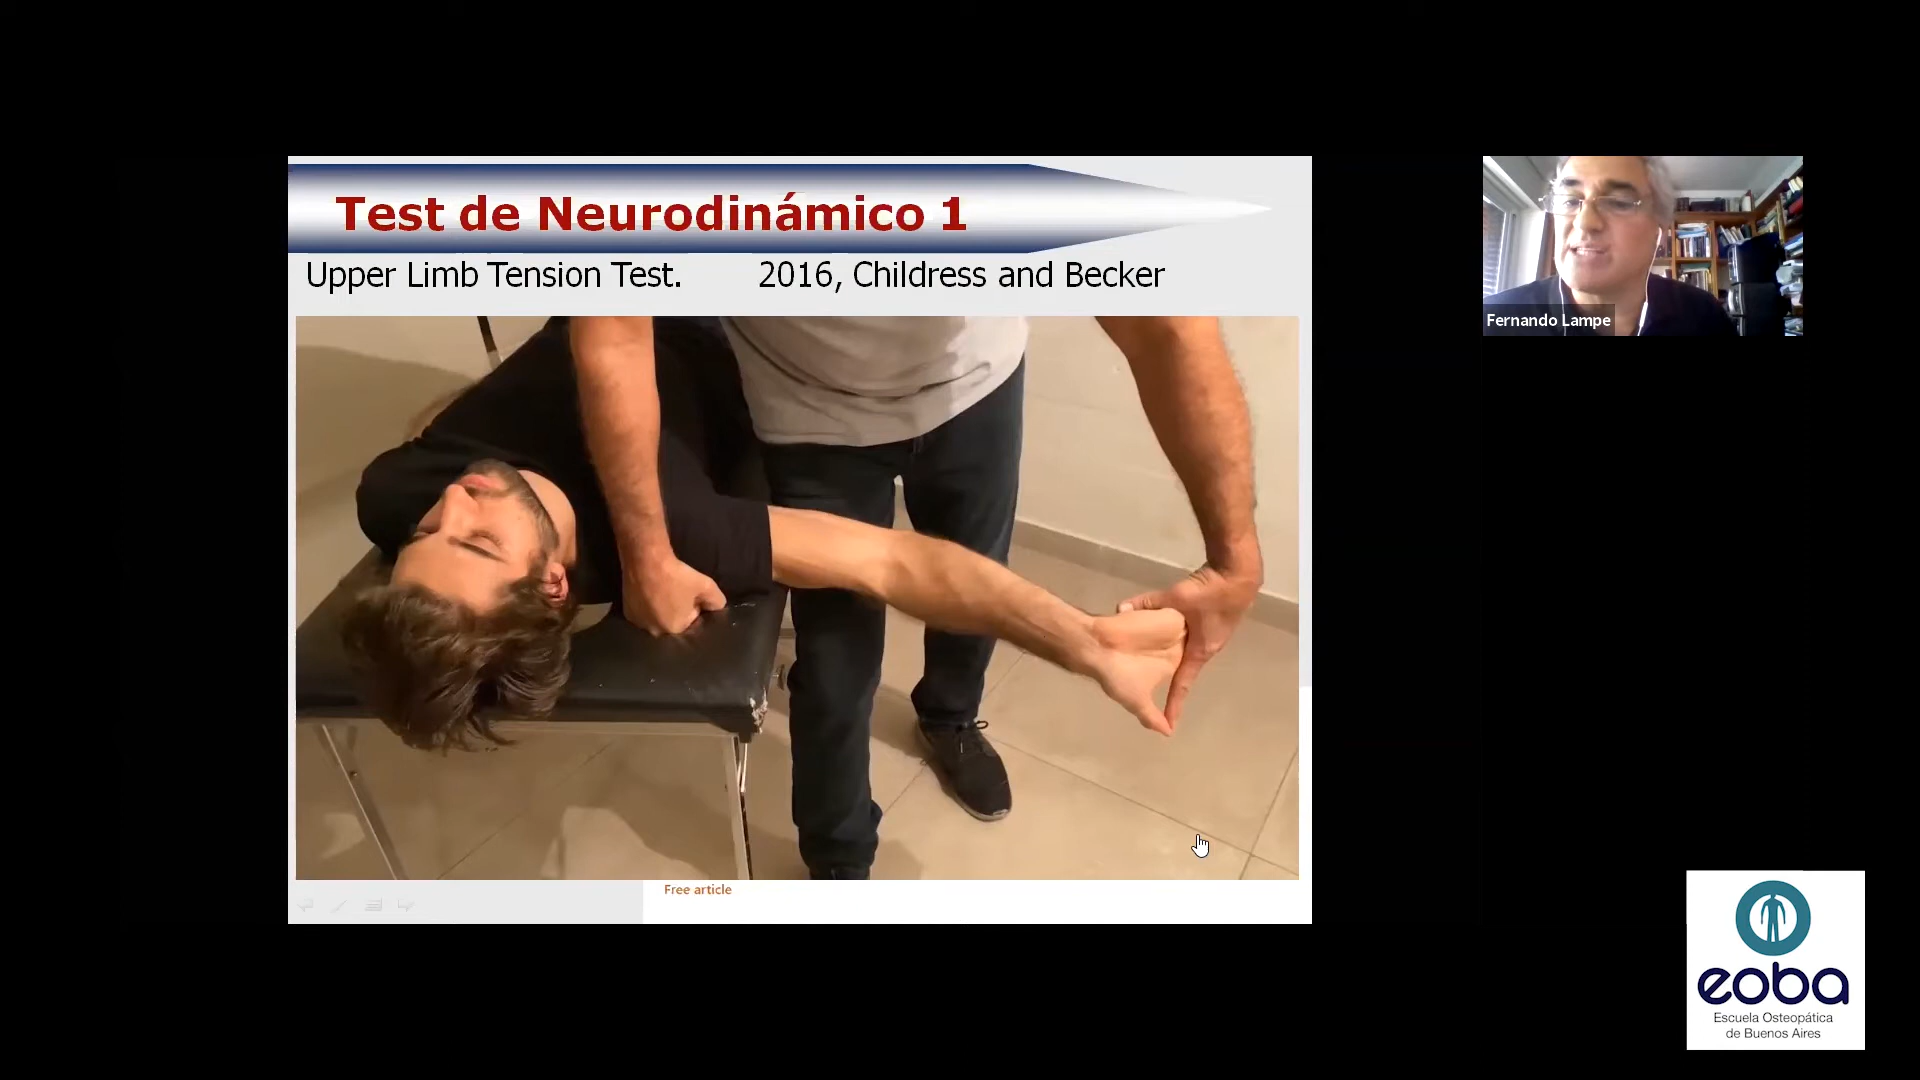 Test de Neurodinámico 1
Upper Limb Tension Test. 2016, Childress and Becker
Fernando Lampe
Free article
eoba
Escuela Osteopática
de Buenos Aires